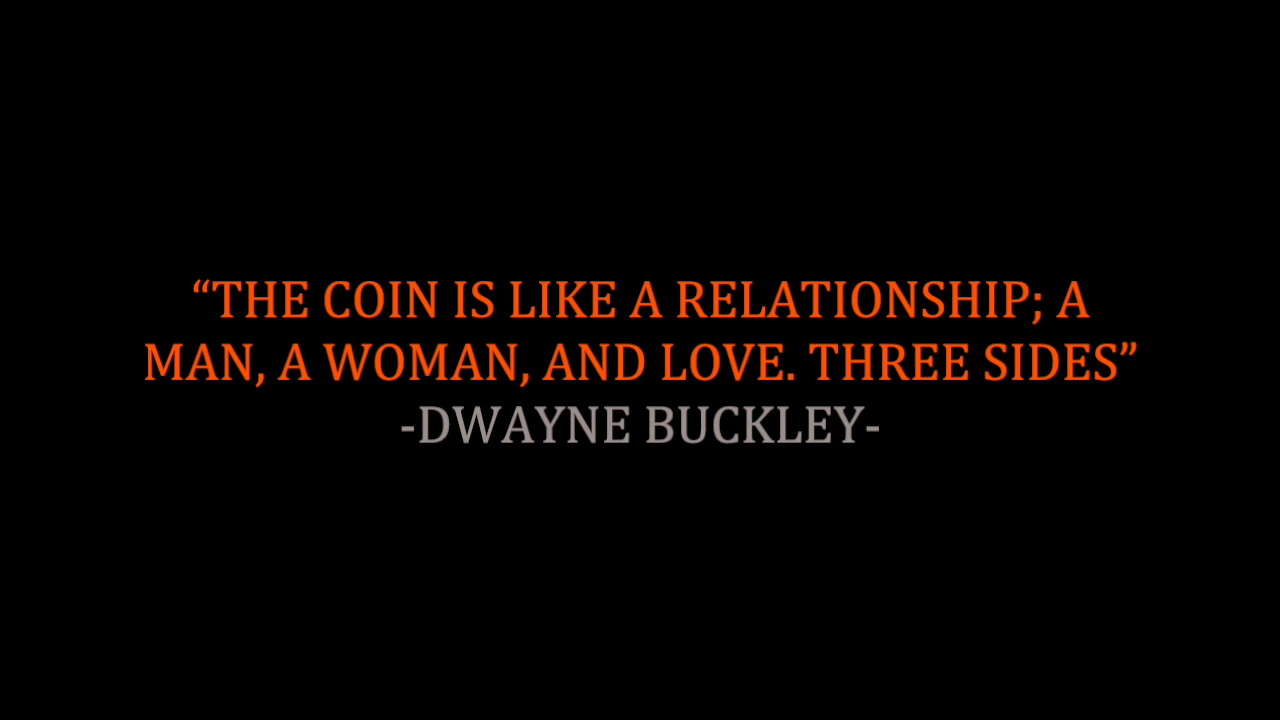 “THE COIN IS LIKE A RELATIONSHIP; A
MAN, A WOMAN, AND LOVE. THREE SIDES”
-DWAYNE BUCKLEY-